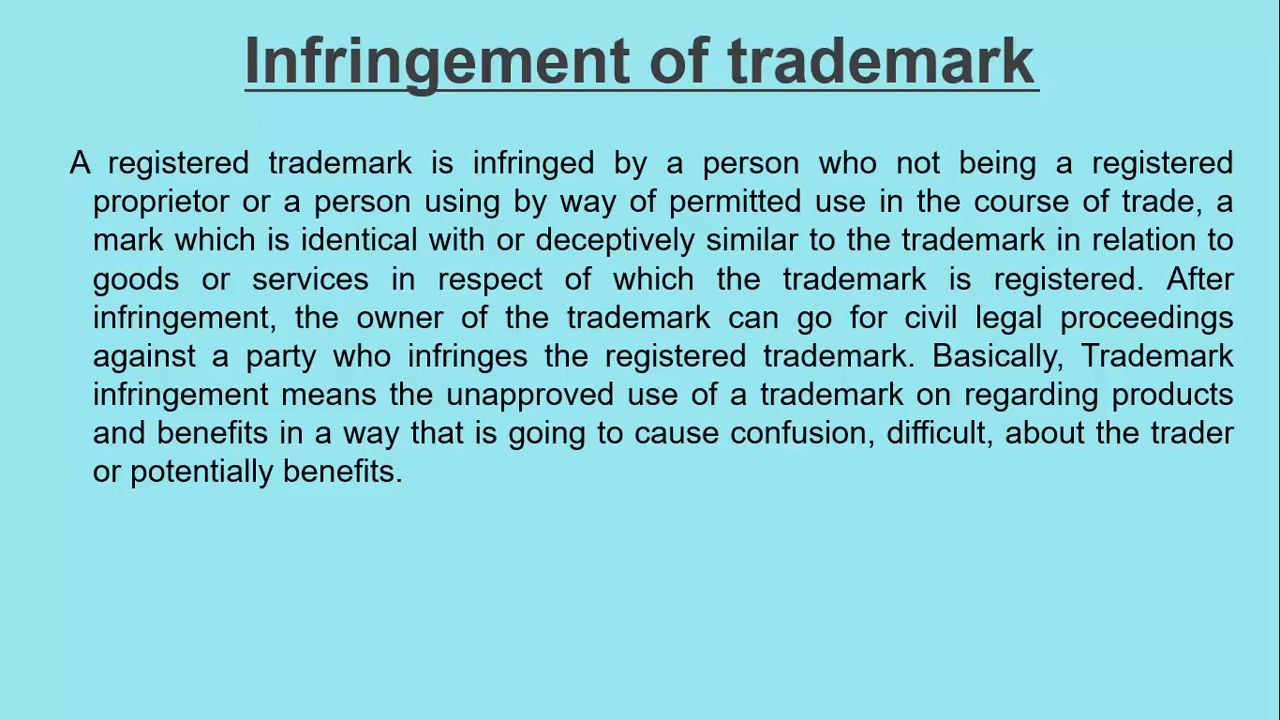 Infringement of trademark
A registered trademark is infringed by a person who not being a registered
proprietor or a person using by way of permitted use in the course of trade, a
mark which is identical with or deceptively similar to the trademark in relation to
goods or services in respect of which the trademark is registered. After
infringement, the owner of the trademark can go for civil legal proceedings
against a party who infringes the registered trademark. Basically, Trademark
infringement means the unapproved use of a trademark on regarding products
and benefits in a way that is going to cause confusion, difficult, about the trader
or potentially benefits.